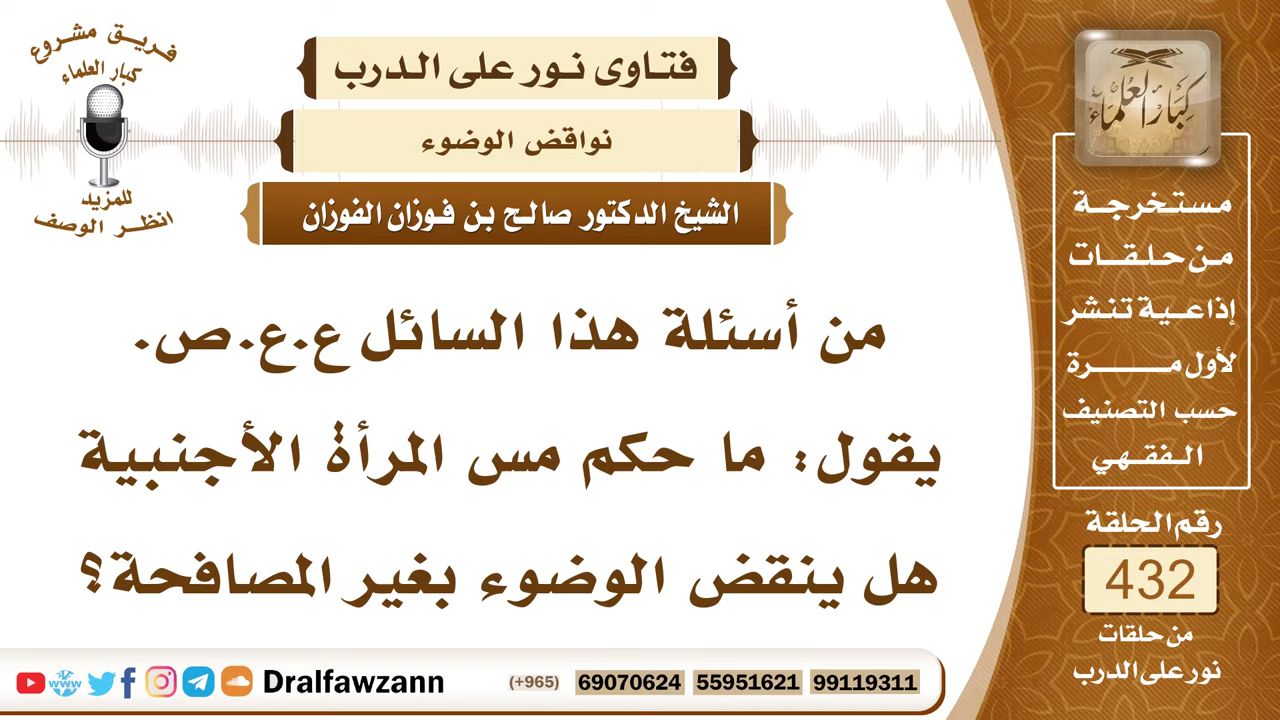 فريق مشروع
كبار العلماء
للمزيد
انظر الوصف
فتاوى نور على الدرب
نواقض الوضوء
الشيخ الدكتور صالح بن فوزان الفوزان
من أسئلة هذا السائل ع.ع.ص.
يقول: ما حكم مس المرأة الأجنبية
هل ينقض الوضوء بغير المصافحة؟
كبار العلماء
مستخرجة
من حلقات
إذاعية تنشر
لأول مرة
حسب التصنيف
الفقهي
رقم الحلقة
432
من حلقات
نور على الدرب
www Dralfawzann (+965) 69070624 55951621 99119311